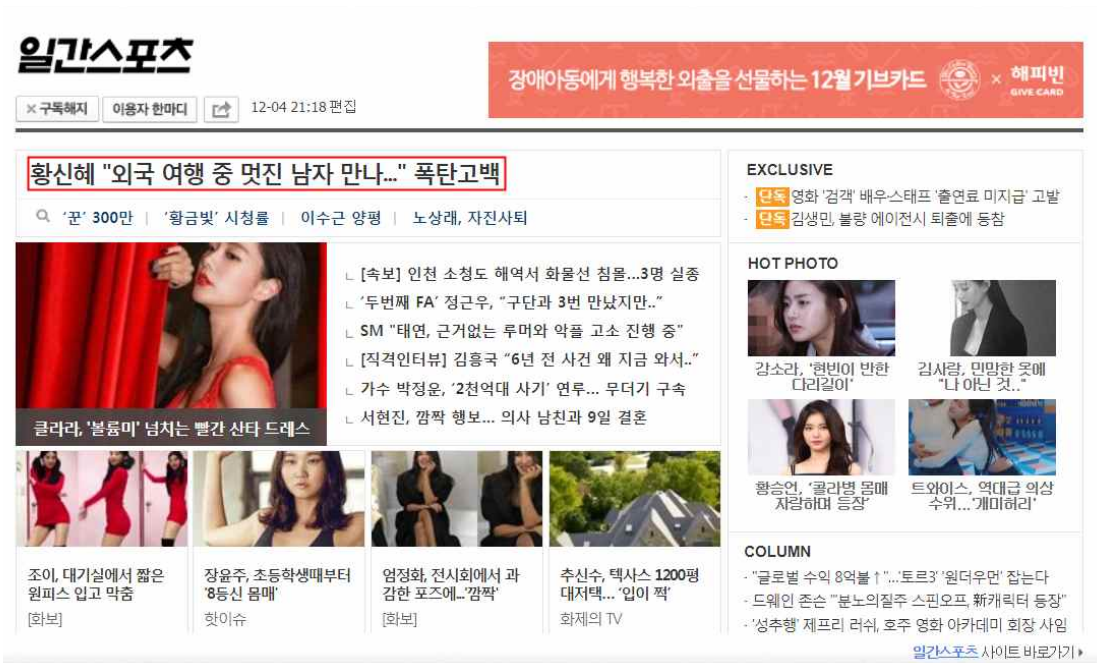 일간스포츠
장애아동에게 행복한 외출을 선물하는 12월 기브카드 × 해피빈
GIVE CARD
×구독해지 이용자 한마디 12-04 21:18 편집
황신혜 "외국 여행 중 멋진 남자 만나..." 폭탄고백
‘꾼’ 300만 | ‘황금빛’ 시청률 | 이수근 양평 | 노상래, 자진사퇴
클라라, '볼륨미' 넘치는 빨간 산타 드레스
ㄴ [속보] 인천 소청도 해역서 화물선 침몰...3명 실종
ㄴ ‘두번째 FA’ 정근우, “구단과 3번 만났지만..”
ㄴ SM "태연, 근거없는 루머와 악플 고소 진행 중"
ㄴ [직격인터뷰] 김흥국 “6년 전 사건 왜 지금 와서..”
ㄴ 가수 박정운, ‘2천억대 사기’ 연루... 무더기 구속
ㄴ 서현진, 깜짝 행보... 의사 남친과 9일 결혼
조이, 대기실에서 짧은
원피스 입고 막춤
[화보]
장윤주, 초등학생때부터
'8등신 몸매'
핫이슈
엄정화, 전시회에서 과
감한 포즈에...‘깜짝’
[화보]
추신수, 텍사스 1200평
대저택... ‘입이 쩍’
화제의 TV
EXCLUSIVE
· 단독 영화 '검객' 배우·스태프 '출연료 미지급' 고발
· 단독 김생민, 불량 에이전시 퇴출에 동참
HOT PHOTO
강소라, '현빈이 반한
다리길이'
김사랑, 민망한 옷에
"나 아닌 것.."
황승언, ‘콜라병 몸매
자랑하며 등장’
트와이스, 역대급 의상
수위...‘개미허리’
COLUMN
· "글로벌 수익 8억불↑"...'토르3' '원더우먼' 잡는다
· 드웨인 존슨 "'분노의질주' 스핀오프, 新캐릭터 등장"
· '성추행' 제프리 러쉬, 호주 영화 아카데미 회장 사임
일간스포츠 사이트 바로가기